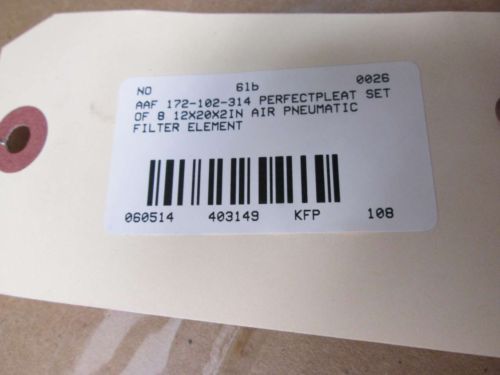 NO 61b 0026
AAF 172-102-314 PERFECTPLEAT SET
OF 8 12X20X2IN AIR PNEUMATIC
FILTER ELEMENT
060514 403149 KFP 108